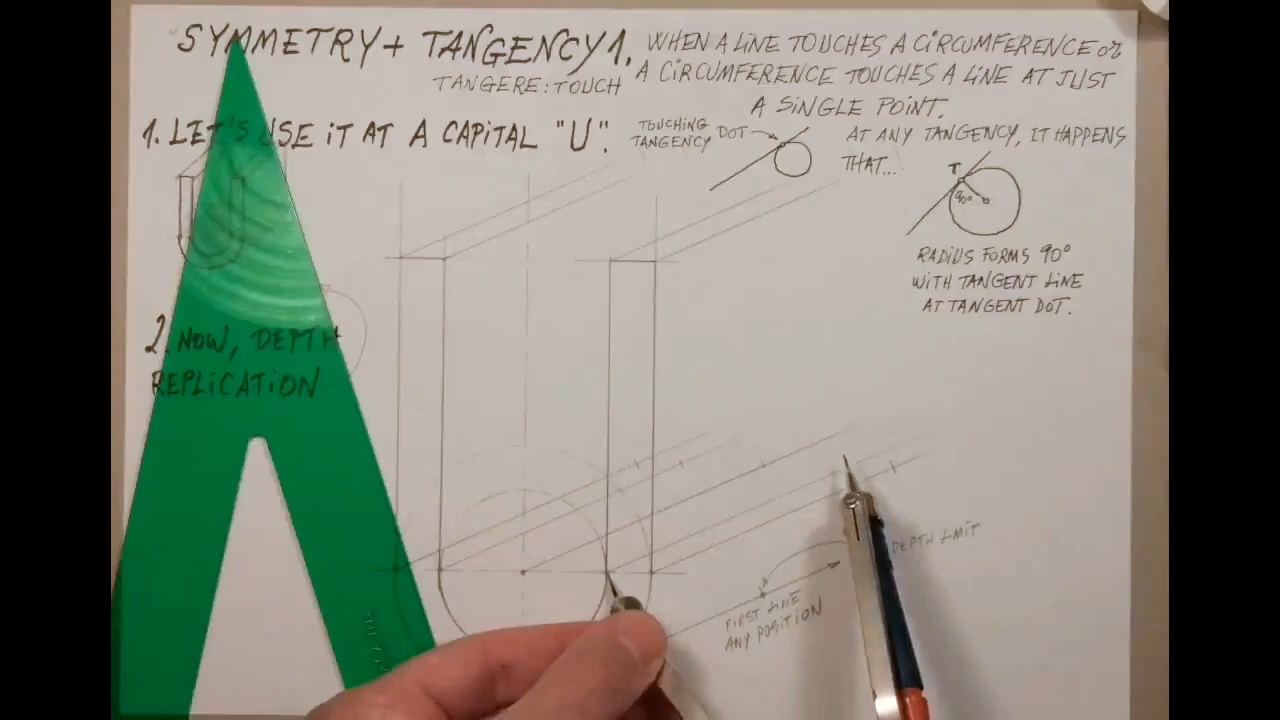 SYMMETRY + TANGENCY 1.
TANGERE: TOUCH
WHEN A LINE TOUCHES A CIRCUMFERENCE or
A CIRCUMFERENCE TOUCHES A LINE AT JUST
A SINGLE POINT.
1. LET'S USE IT AT A CAPITAL "U".
TOUCHING
TANGENCY DOT
AT ANY TANGENCY, IT HAPPENS
THAT...
T
90°
RADIUS FORMS 90°
WITH TANGENT LINE
AT TANGENT DOT.
2. NOW, DEPTH
REPLICATION
DEPTH LIMIT
FIRST LINE
ANY POSITION